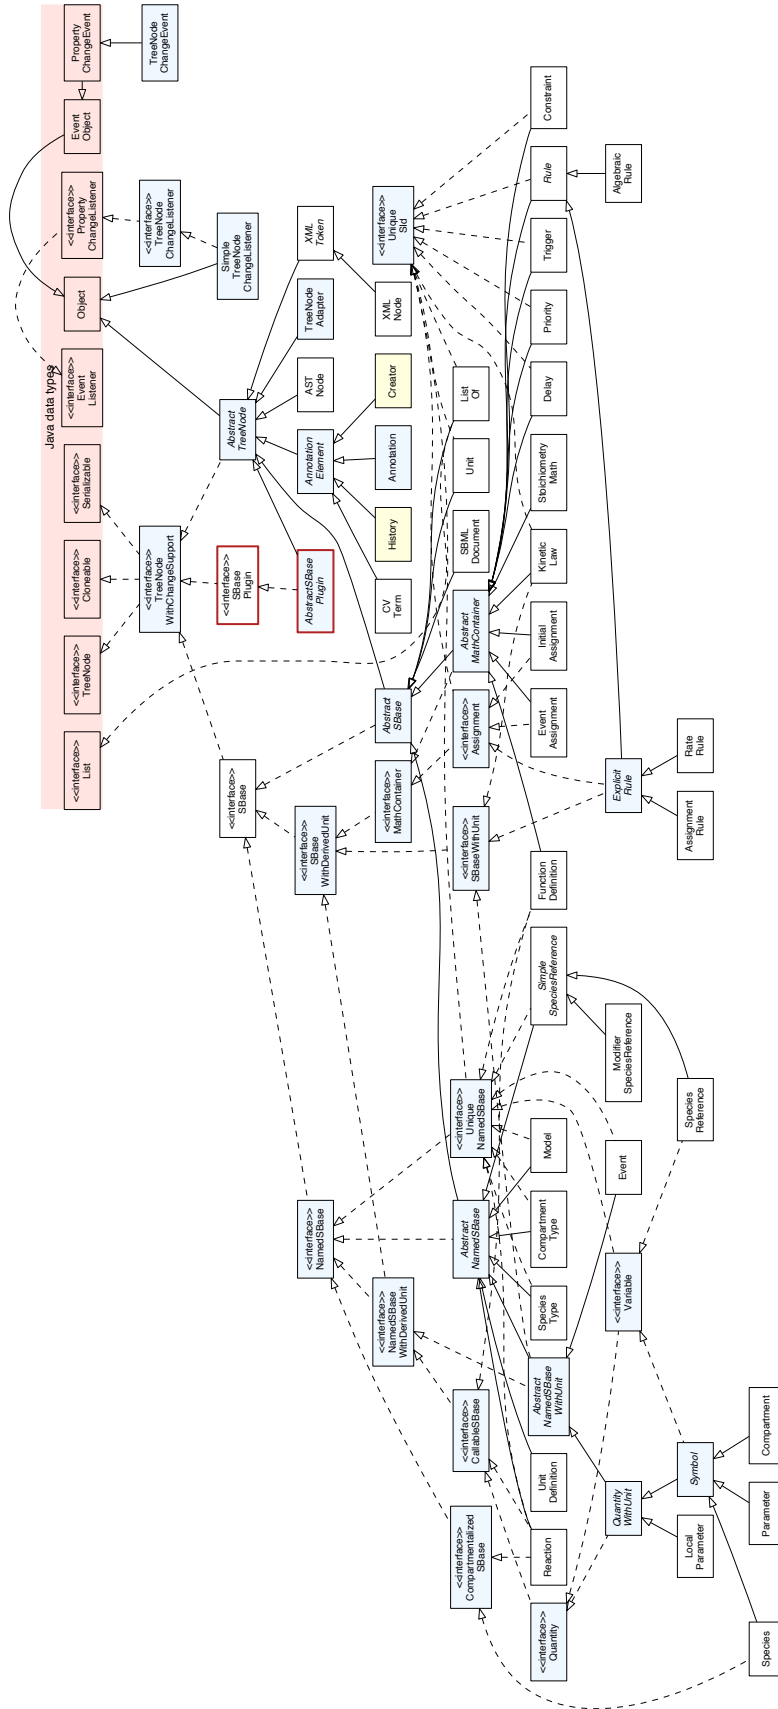 Property
ChangeEvent
TreeNode
ChangeEvent
Event
Object
<<interface>>
Property
ChangeListener
<<interface>>
TreeNode
ChangeListener
Simple
TreeNode
ChangeListener
Object
Java data types
<<interface>>
Event
Listener
<<interface>>
Serializable
<<interface>>
Cloneable
<<interface>>
TreeNode
<<interface>>
List
<<interface>>
TreeNode
WithChangeSupport
Abstract
TreeNode
<<interface>>
SBase
Plugin
AbstractSBase
Plugin
XML
Token
TreeNode
Adapter
AST
Node
Annotation
Element
XML
Node
Creator
Annotation
History
CV
Term
<<interface>>
Unique
SId
<<interface>>
SBase
Abstract
SBase
<<interface>>
SBase
WithDerivedUnit
<<interface>>
MathContainer
List
Of
Unit
SBML
Document
Abstract
MathContainer
<<interface>>
Assignment
<<interface>>
SBaseWithUnit
Constraint
Rule
Algebraic
Rule
Trigger
Priority
Delay
Stoichiometry
Math
Kinetic
Law
Initial
Assignment
Event
Assignment
Explicit
Rule
Rate
Rule
Assignment
Rule
Function
Definition
Simple
SpeciesReference
Modifier
SpeciesReference
Species
Reference
<<interface>>
NamedSBase
<<interface>>
Unique
NamedSBase
Abstract
NamedSBase
<<interface>>
NamedSBase
WithDerivedUnit
<<interface>>
CallableSBase
<<interface>>
Compartmentalized
SBase
Model
Compartment
Type
Species
Type
Abstract
NamedSBase
WithUnit
Unit
Definition
Reaction
<<interface>>
Quantity
Event
<<interface>>
Variable
Quantity
WithUnit
Symbol
Local
Parameter
Compartment
Parameter
Species